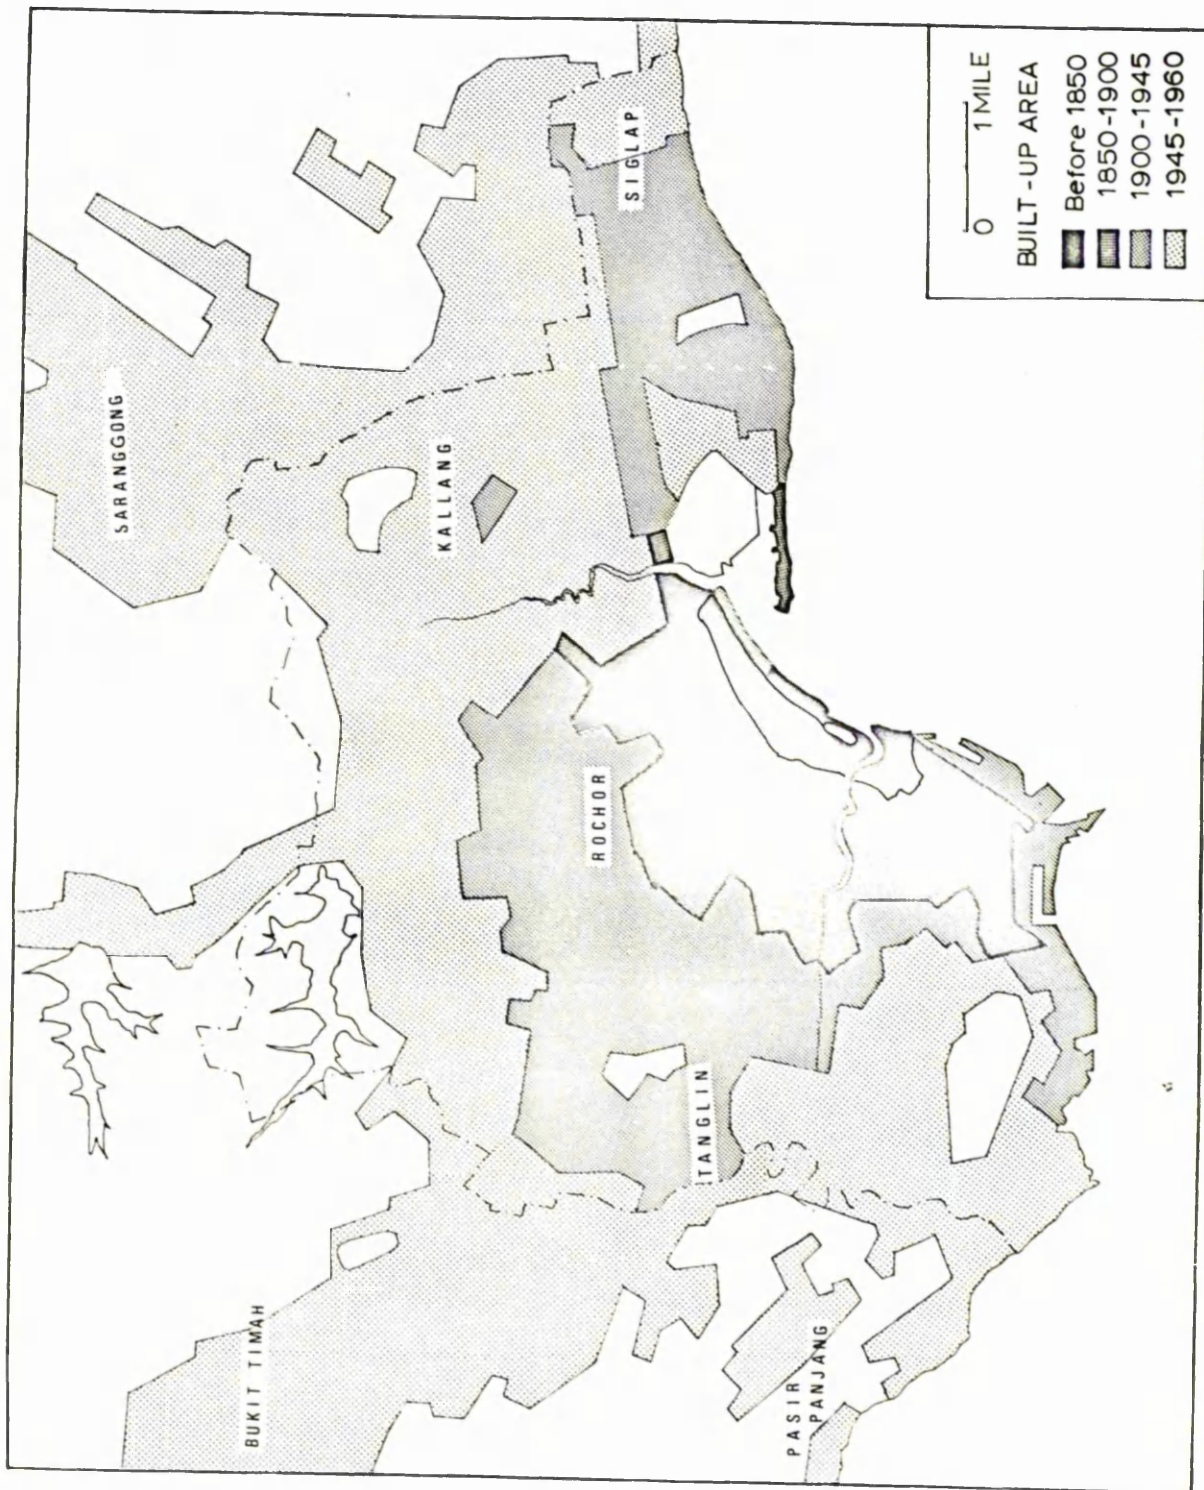 SARANGGONG
KALLANG
SIGLAP
ROCHOR
TANGLIN
BUKIT TIMAH
PASIR
PANJANG
0 1 MILE
BUILT-UP AREA
Before 1850
1850-1900
1900-1945
1945-1960